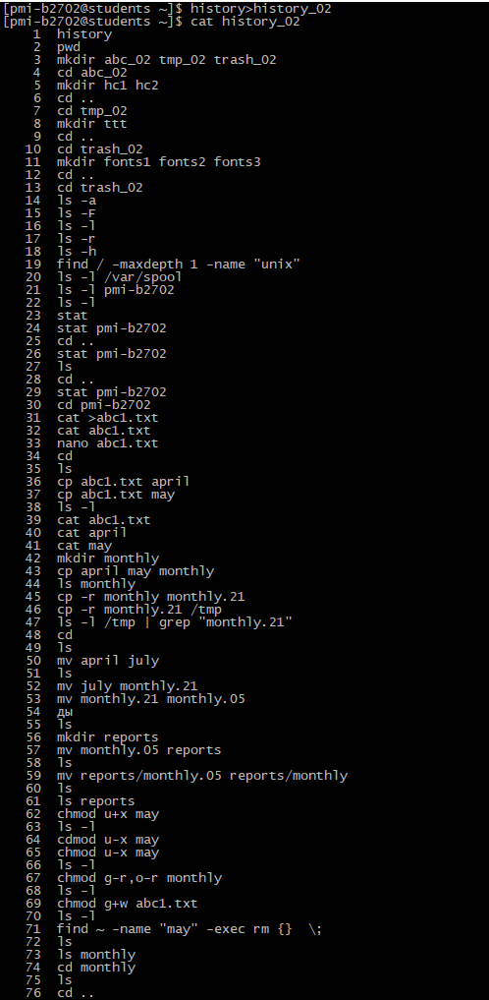 [pmi-b2702@students ~]$ history>history_02
[pmi-b2702@students ~]$ cat history_02
1 history
2 pwd
3 mkdir abc_02 tmp_02 trash_02
4 cd abc_02
5 mkdir hc1 hc2
6 cd ..
7 cd tmp_02
8 mkdir ttt
9 cd ..
10 cd trash_02
11 mkdir fonts1 fonts2 fonts3
12 cd ..
13 cd trash_02
14 ls -a
15 ls -F
16 ls -l
17 ls -r
18 ls -h
19 find / -maxdepth 1 -name "unix"
20 ls -l /var/spool
21 ls -l pmi-b2702
22 ls -l
23 stat
24 stat pmi-b2702
25 cd ..
26 stat pmi-b2702
27 ls
28 cd ..
29 stat pmi-b2702
30 cd pmi-b2702
31 cat >abc1.txt
32 cat abc1.txt
33 nano abc1.txt
34 cd
35 ls
36 cp abc1.txt april
37 cp abc1.txt may
38 ls -l
39 cat abc1.txt
40 cat april
41 cat may
42 mkdir monthly
43 cp april may monthly
44 ls monthly
45 cp -r monthly monthly.21
46 cp -r monthly.21 /tmp
47 ls -l /tmp | grep "monthly.21"
48 cd
49 ls
50 mv april july
51 ls
52 mv july monthly.21
53 mv monthly.21 monthly.05
54 ды
55 ls
56 mkdir reports
57 mv monthly.05 reports
58 ls
59 mv reports/monthly.05 reports/monthly
60 ls
61 ls reports
62 chmod u+x may
63 ls -l
64 cdmod u-x may
65 chmod u-x may
66 ls -l
67 chmod g-r,o-r monthly
68 ls -l
69 chmod g+w abc1.txt
70 ls -l
71 find ~ -name "may" -exec rm {} \;
72 ls
73 ls monthly
74 cd monthly
75 ls
76 cd ..